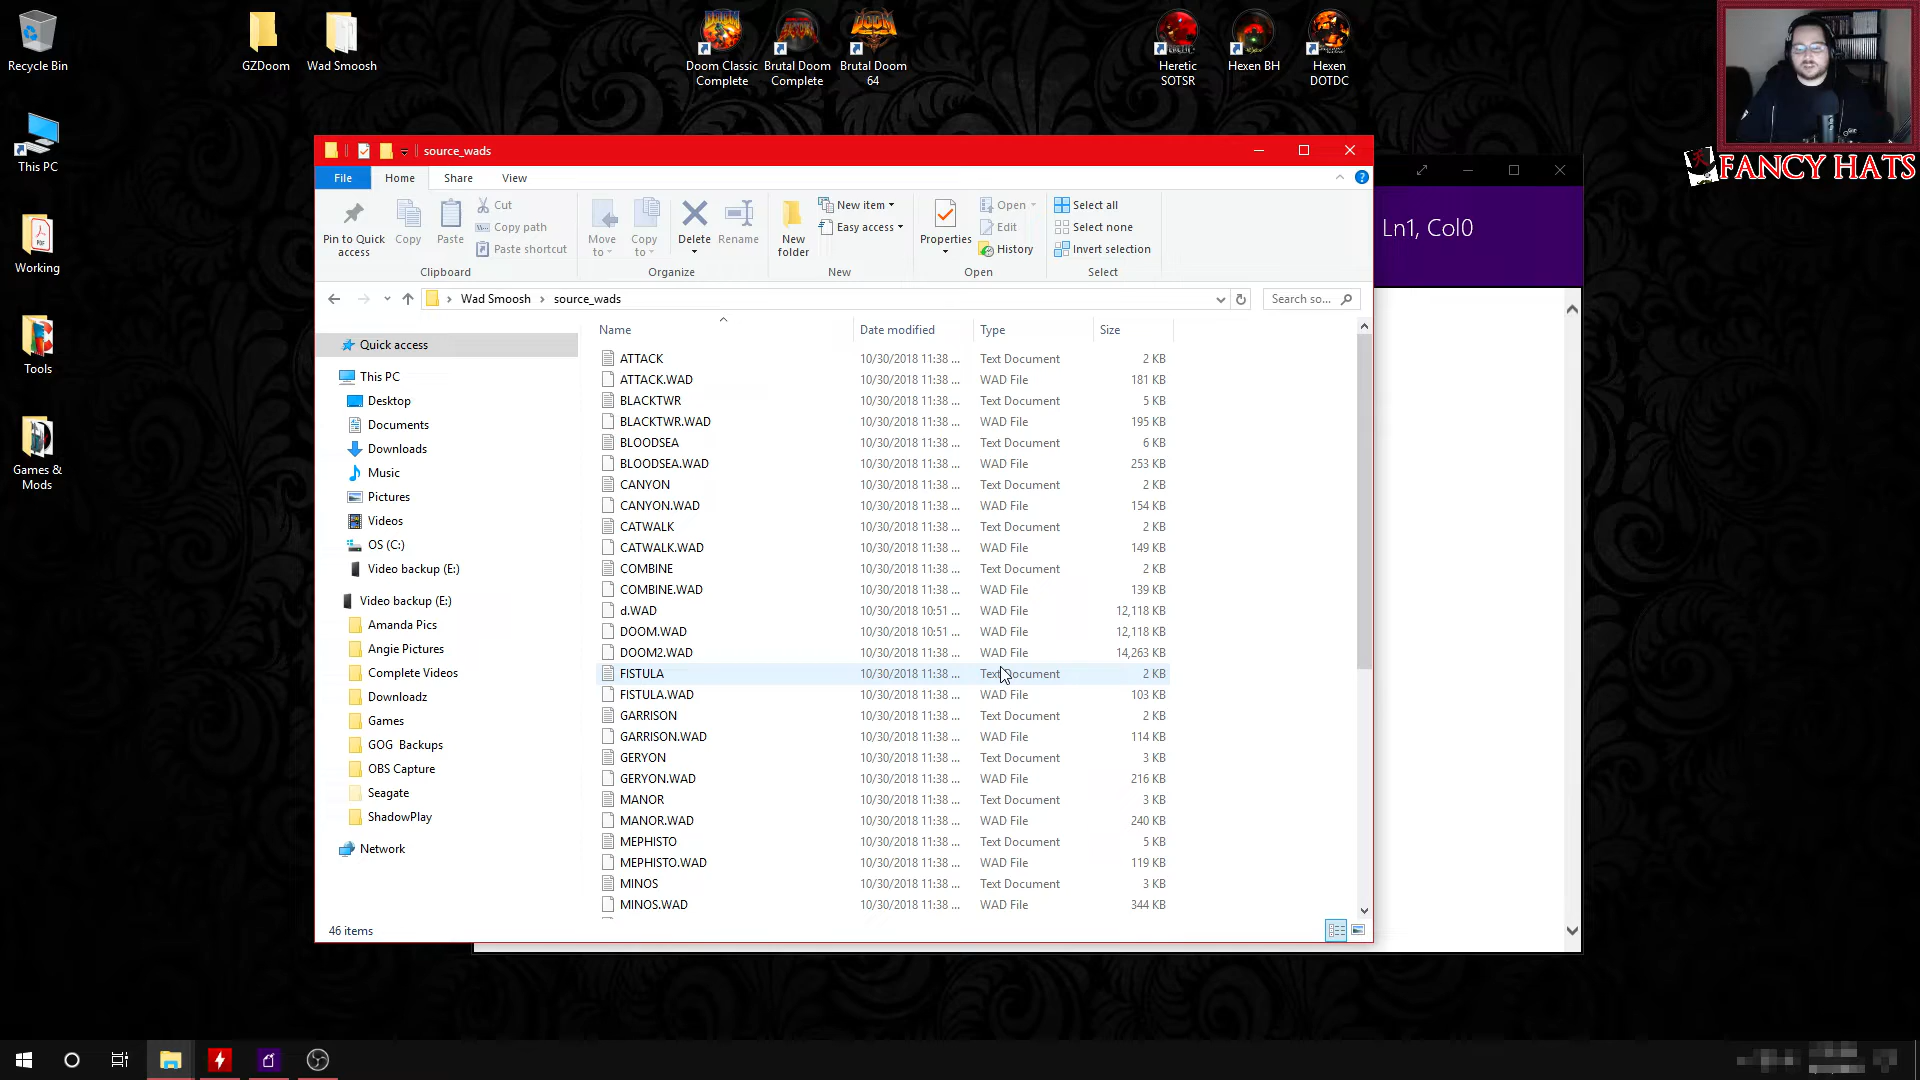 Recycle Bin
GZDoom
Wad Smoosh
Doom Classic Complete
Brutal Doom Complete
Brutal Doom 64
Heretic SOTSR
Hexen BH
Hexen DOTDC
FANCY HATS
This PC
Working
Tools
Games & Mods
source_wads
File Home Share View
Pin to Quick access
Copy
Paste
Cut
Copy path
Paste shortcut
Clipboard
Move to
Copy to
Delete
Rename
Organize
New folder
New item
Easy access
New
Properties
Open
Edit
History
Open
Select all
Select none
Invert selection
Select
Ln1, Col0
Wad Smoosh > source_wads
Search so...
Name Date modified Type Size
Quick access
This PC
Desktop
Documents
Downloads
Music
Pictures
Videos
OS (C:)
Video backup (E:)
Video backup (E:)
Amanda Pics
Angie Pictures
Complete Videos
Downloadz
Games
GOG Backups
OBS Capture
Seagate
ShadowPlay
Network
ATTACK 10/30/2018 11:38 ... Text Document 2 KB
ATTACK.WAD 10/30/2018 11:38 ... WAD File 181 KB
BLACKTWR 10/30/2018 11:38 ... Text Document 5 KB
BLACKTWR.WAD 10/30/2018 11:38 ... WAD File 195 KB
BLOODSEA 10/30/2018 11:38 ... Text Document 6 KB
BLOODSEA.WAD 10/30/2018 11:38 ... WAD File 253 KB
CANYON 10/30/2018 11:38 ... Text Document 2 KB
CANYON.WAD 10/30/2018 11:38 ... WAD File 154 KB
CATWALK 10/30/2018 11:38 ... Text Document 2 KB
CATWALK.WAD 10/30/2018 11:38 ... WAD File 149 KB
COMBINE 10/30/2018 11:38 ... Text Document 2 KB
COMBINE.WAD 10/30/2018 11:38 ... WAD File 139 KB
d.WAD 10/30/2018 10:51 ... WAD File 12,118 KB
DOOM.WAD 10/30/2018 10:51 ... WAD File 12,118 KB
DOOM2.WAD 10/30/2018 11:38 ... WAD File 14,263 KB
FISTULA 10/30/2018 11:38 ... Text Document 2 KB
FISTULA.WAD 10/30/2018 11:38 ... WAD File 103 KB
GARRISON 10/30/2018 11:38 ... Text Document 2 KB
GARRISON.WAD 10/30/2018 11:38 ... WAD File 114 KB
GERYON 10/30/2018 11:38 ... Text Document 3 KB
GERYON.WAD 10/30/2018 11:38 ... WAD File 216 KB
MANOR 10/30/2018 11:38 ... Text Document 3 KB
MANOR.WAD 10/30/2018 11:38 ... WAD File 240 KB
MEPHISTO 10/30/2018 11:38 ... Text Document 5 KB
MEPHISTO.WAD 10/30/2018 11:38 ... WAD File 119 KB
MINOS 10/30/2018 11:38 ... Text Document 3 KB
MINOS.WAD 10/30/2018 11:38 ... WAD File 344 KB
46 items